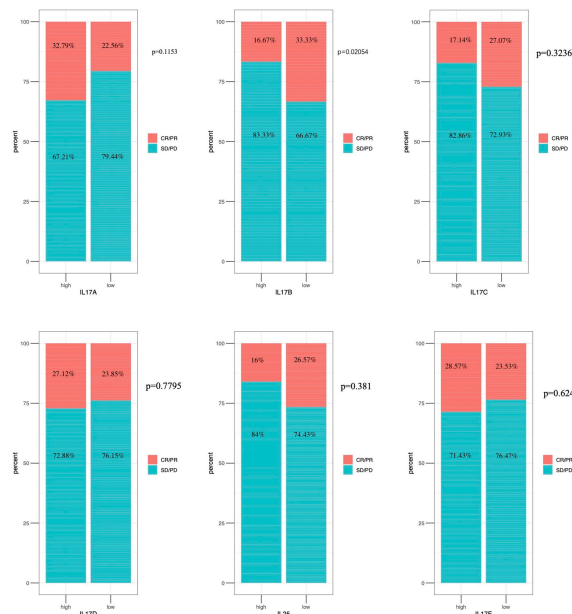 100
32.79%
22.56%
p=0.1153
75
percent
CR/PR
SD/PD
50
67.21%
79.44%
25
0
high
low
IL17A
100
16.67%
33.33%
p=0.02054
75
percent
CR/PR
SD/PD
50
83.33%
66.67%
25
0
high
low
IL17B
100
17.14%
27.07%
p=0.3236
75
percent
CR/PR
SD/PD
50
82.86%
72.93%
25
0
high
low
IL17C
100
27.12%
23.85%
p=0.7795
75
percent
CR/PR
SD/PD
50
72.88%
76.15%
25
0
high
low
IL17D
100
16%
26.57%
p=0.381
75
percent
CR/PR
SD/PD
50
84%
74.43%
25
0
high
low
100
28.57%
23.53%
p=0.624
75
percent
CR/PR
SD/PD
50
71.43%
76.47%
25
0
high
low